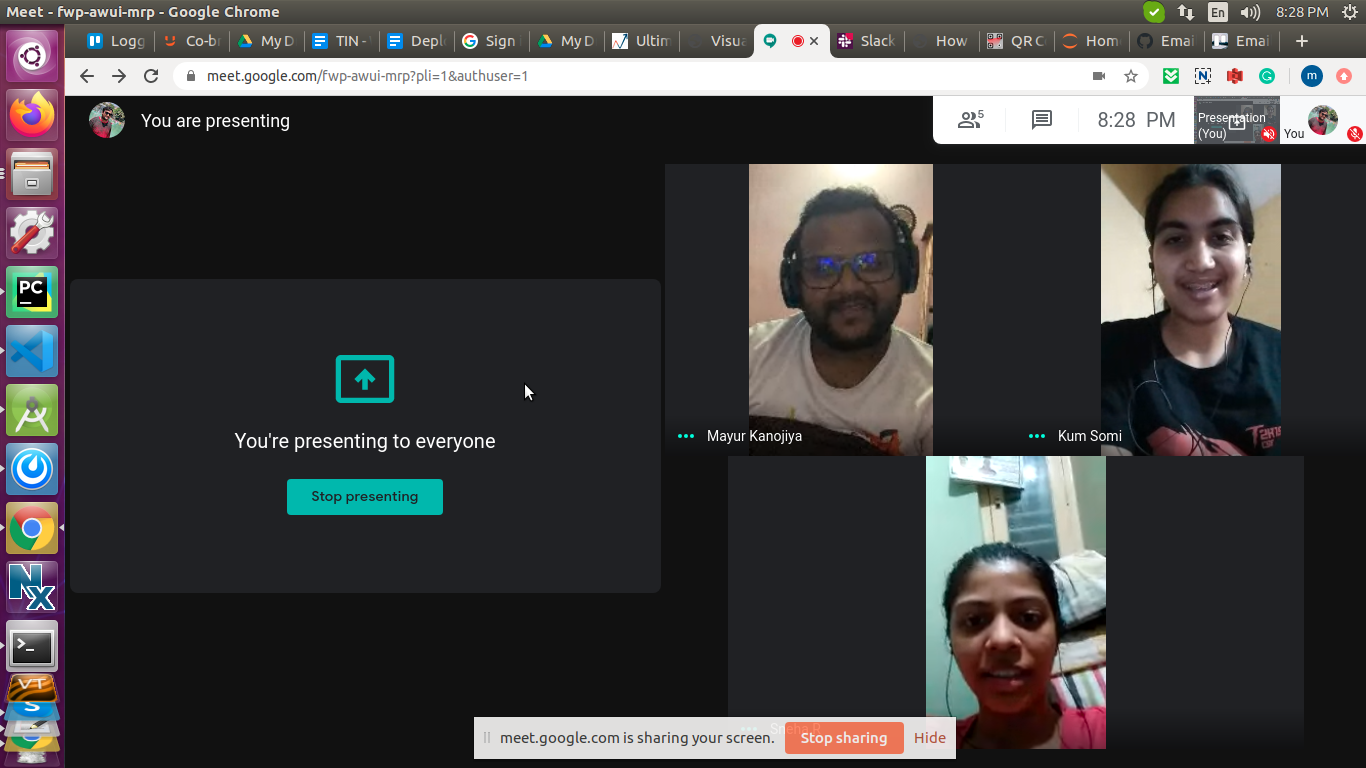 Meet - fwp-awui-mrp - Google Chrome
En
8:28 PM
Logg
Co-br
My D
TIN -
Depl
Sign
My D
Ultim
Visua
Slack
How
QR C
Hom
Emai
Emai
meet.google.com/fwp-awui-mrp?pli=1&authuser=1
m
You are presenting
5
8:28 PM
Presentation
(You)
You
PC
You're presenting to everyone
Stop presenting
Mayur Kanojiya
Kum Somi
NX
VT
S
meet.google.com is sharing your screen.
Stop sharing
Hide